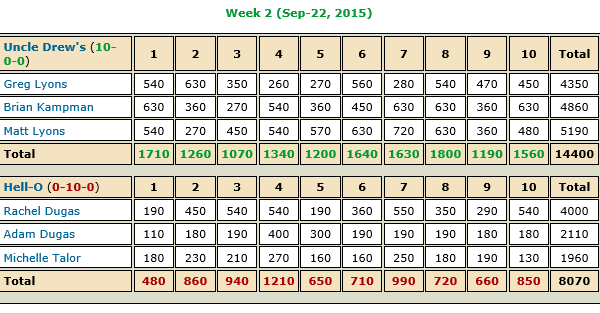 Week 2 (Sep-22, 2015)
Uncle Drew's (10-0-0) 1 2 3 4 5 6 7 8 9 10 Total
Greg Lyons 540 630 350 260 270 560 280 540 470 450 4350
Brian Kampman 630 360 270 540 360 450 630 630 360 630 4860
Matt Lyons 540 270 450 540 570 630 720 630 360 480 5190
Total 1710 1260 1070 1340 1200 1640 1630 1800 1190 1560 14400
Hell-O (0-10-0) 1 2 3 4 5 6 7 8 9 10 Total
Rachel Dugas 190 450 540 540 190 360 550 350 290 540 4000
Adam Dugas 110 180 190 400 300 190 190 190 180 180 2110
Michelle Talor 180 230 210 270 160 160 250 180 190 130 1960
Total 480 860 940 1210 650 710 990 720 660 850 8070